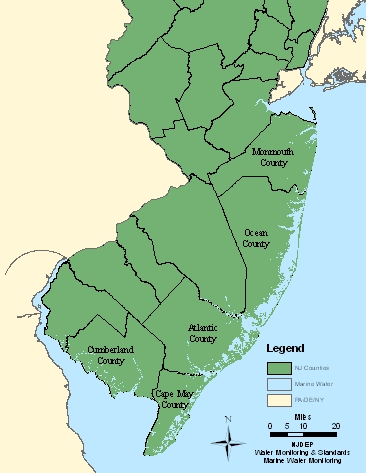 Monmouth
County
Ocean
County
Atlantic
County
Cumberland
County
Cape May
County
Legend
NJ Counties
Marine Water
PA/DE/NY
N
Miles
0 5 10 20
NJDEP
Water Monitoring & Standards
Marine Water Monitoring